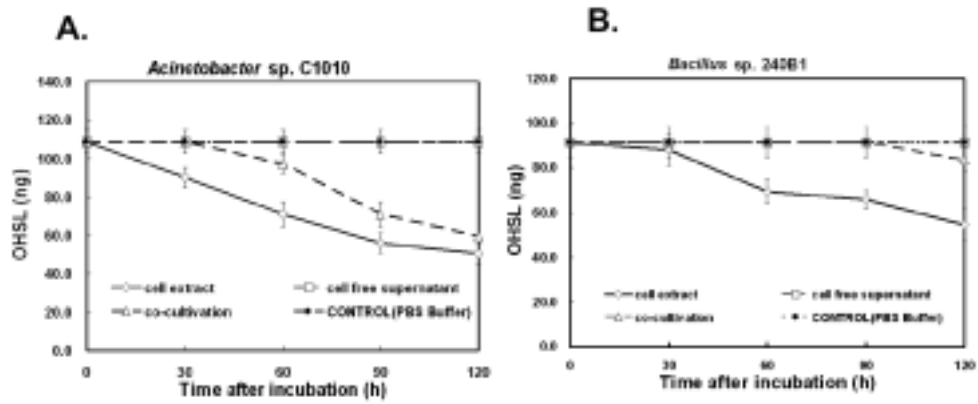 A.
Acinetobacter sp. C1010
140.0
120.0
100.0
80.0
60.0
40.0
20.0
0.0
OHSL (ng)
cell extract
cell free supernatant
co-cultivation
CONTROL(PBS Buffer)
0 30 60 90 120
Time after incubation (h)
B.
Bacillus sp. 240B1
120.0
100.0
80.0
60.0
40.0
20.0
0.0
OHSL (ng)
cell extract
cell free supernatant
co-cultivation
CONTROL(PBS Buffer)
0 30 60 90 120
Time after incubation (h)